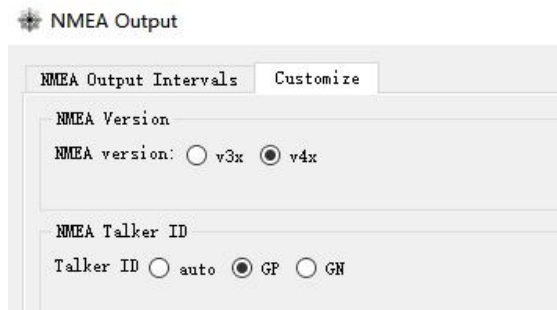 NMEA Output
NMEA Output Intervals Customize
NMEA Version
NMEA version: v3x v4x
NMEA Talker ID
Talker ID auto GP GN